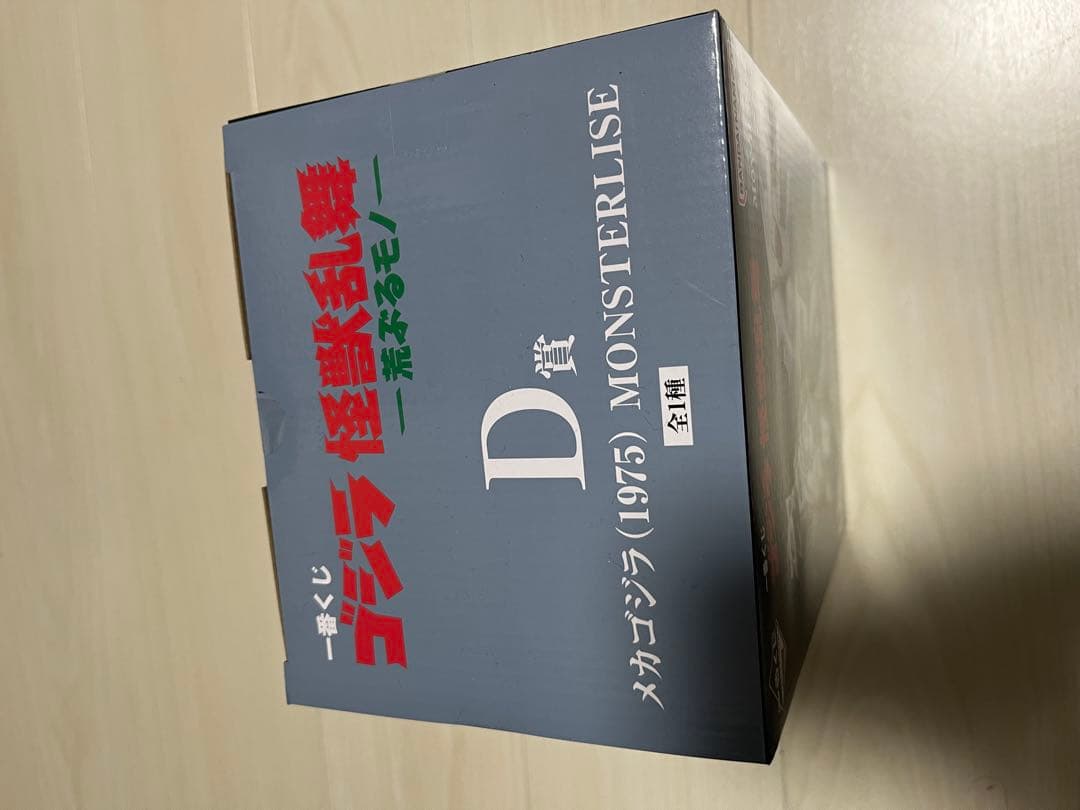 一番くじ
ゴジラ 怪獣乱舞
―荒ぶるモノ―
D賞
メカゴジラ(1975) MONSTERLISE
全1種